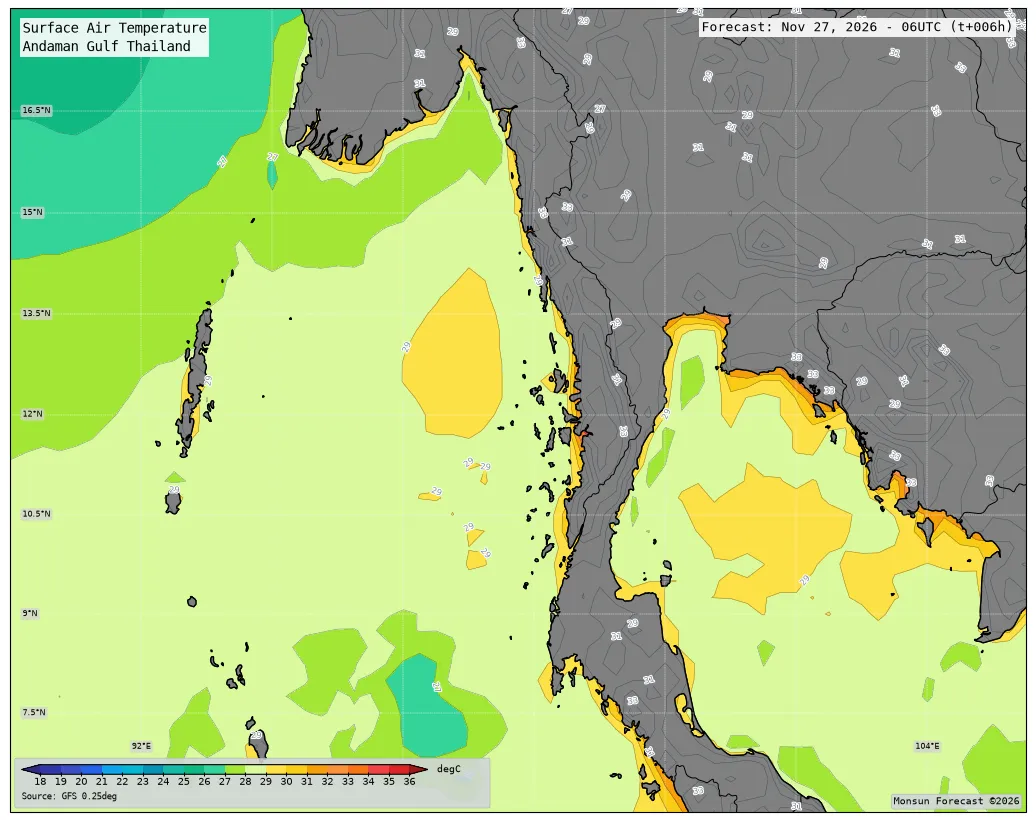 Surface Air Temperature
Andaman Gulf Thailand
Forecast: Nov 27, 2026 - 06UTC (t+006h)
16.5°N
15°N
13.5°N
12°N
10.5°N
9°N
7.5°N
92°E
104°E
18 19 20 21 22 23 24 25 26 27 28 29 30 31 32 33 34 35 36
degC
Source: GFS 0.25deg
Monsun Forecast ©2026